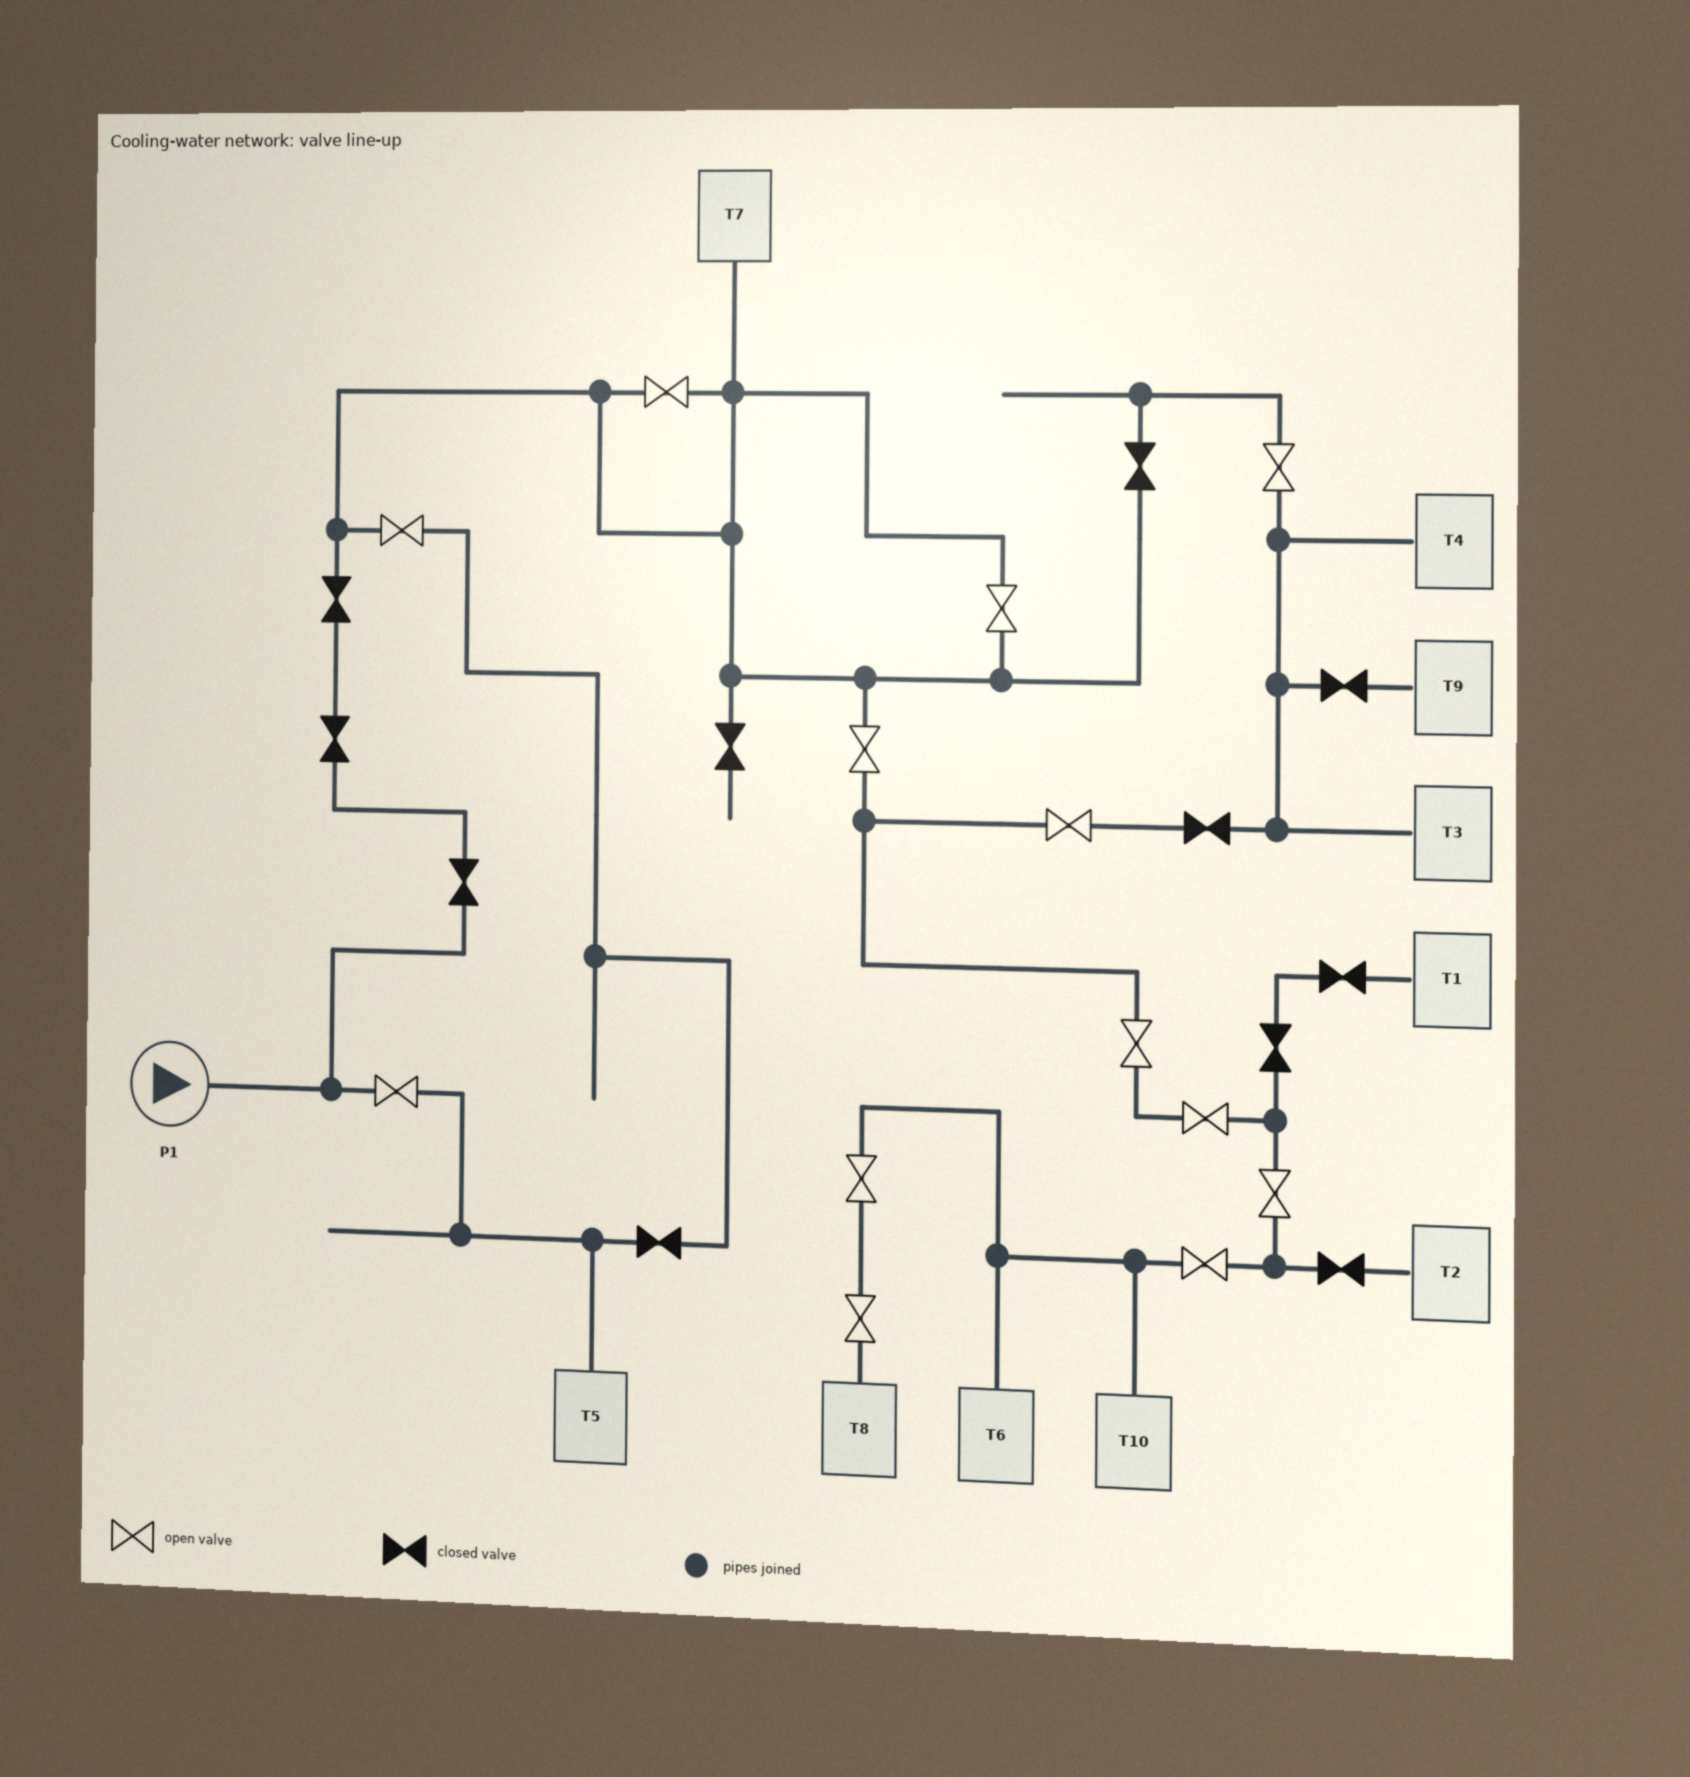 Cooling-water network: valve line-up
T7
T4
T9
T3
T1
P1
T2
T5
T8
T6
T10
open valve
closed valve
pipes joined